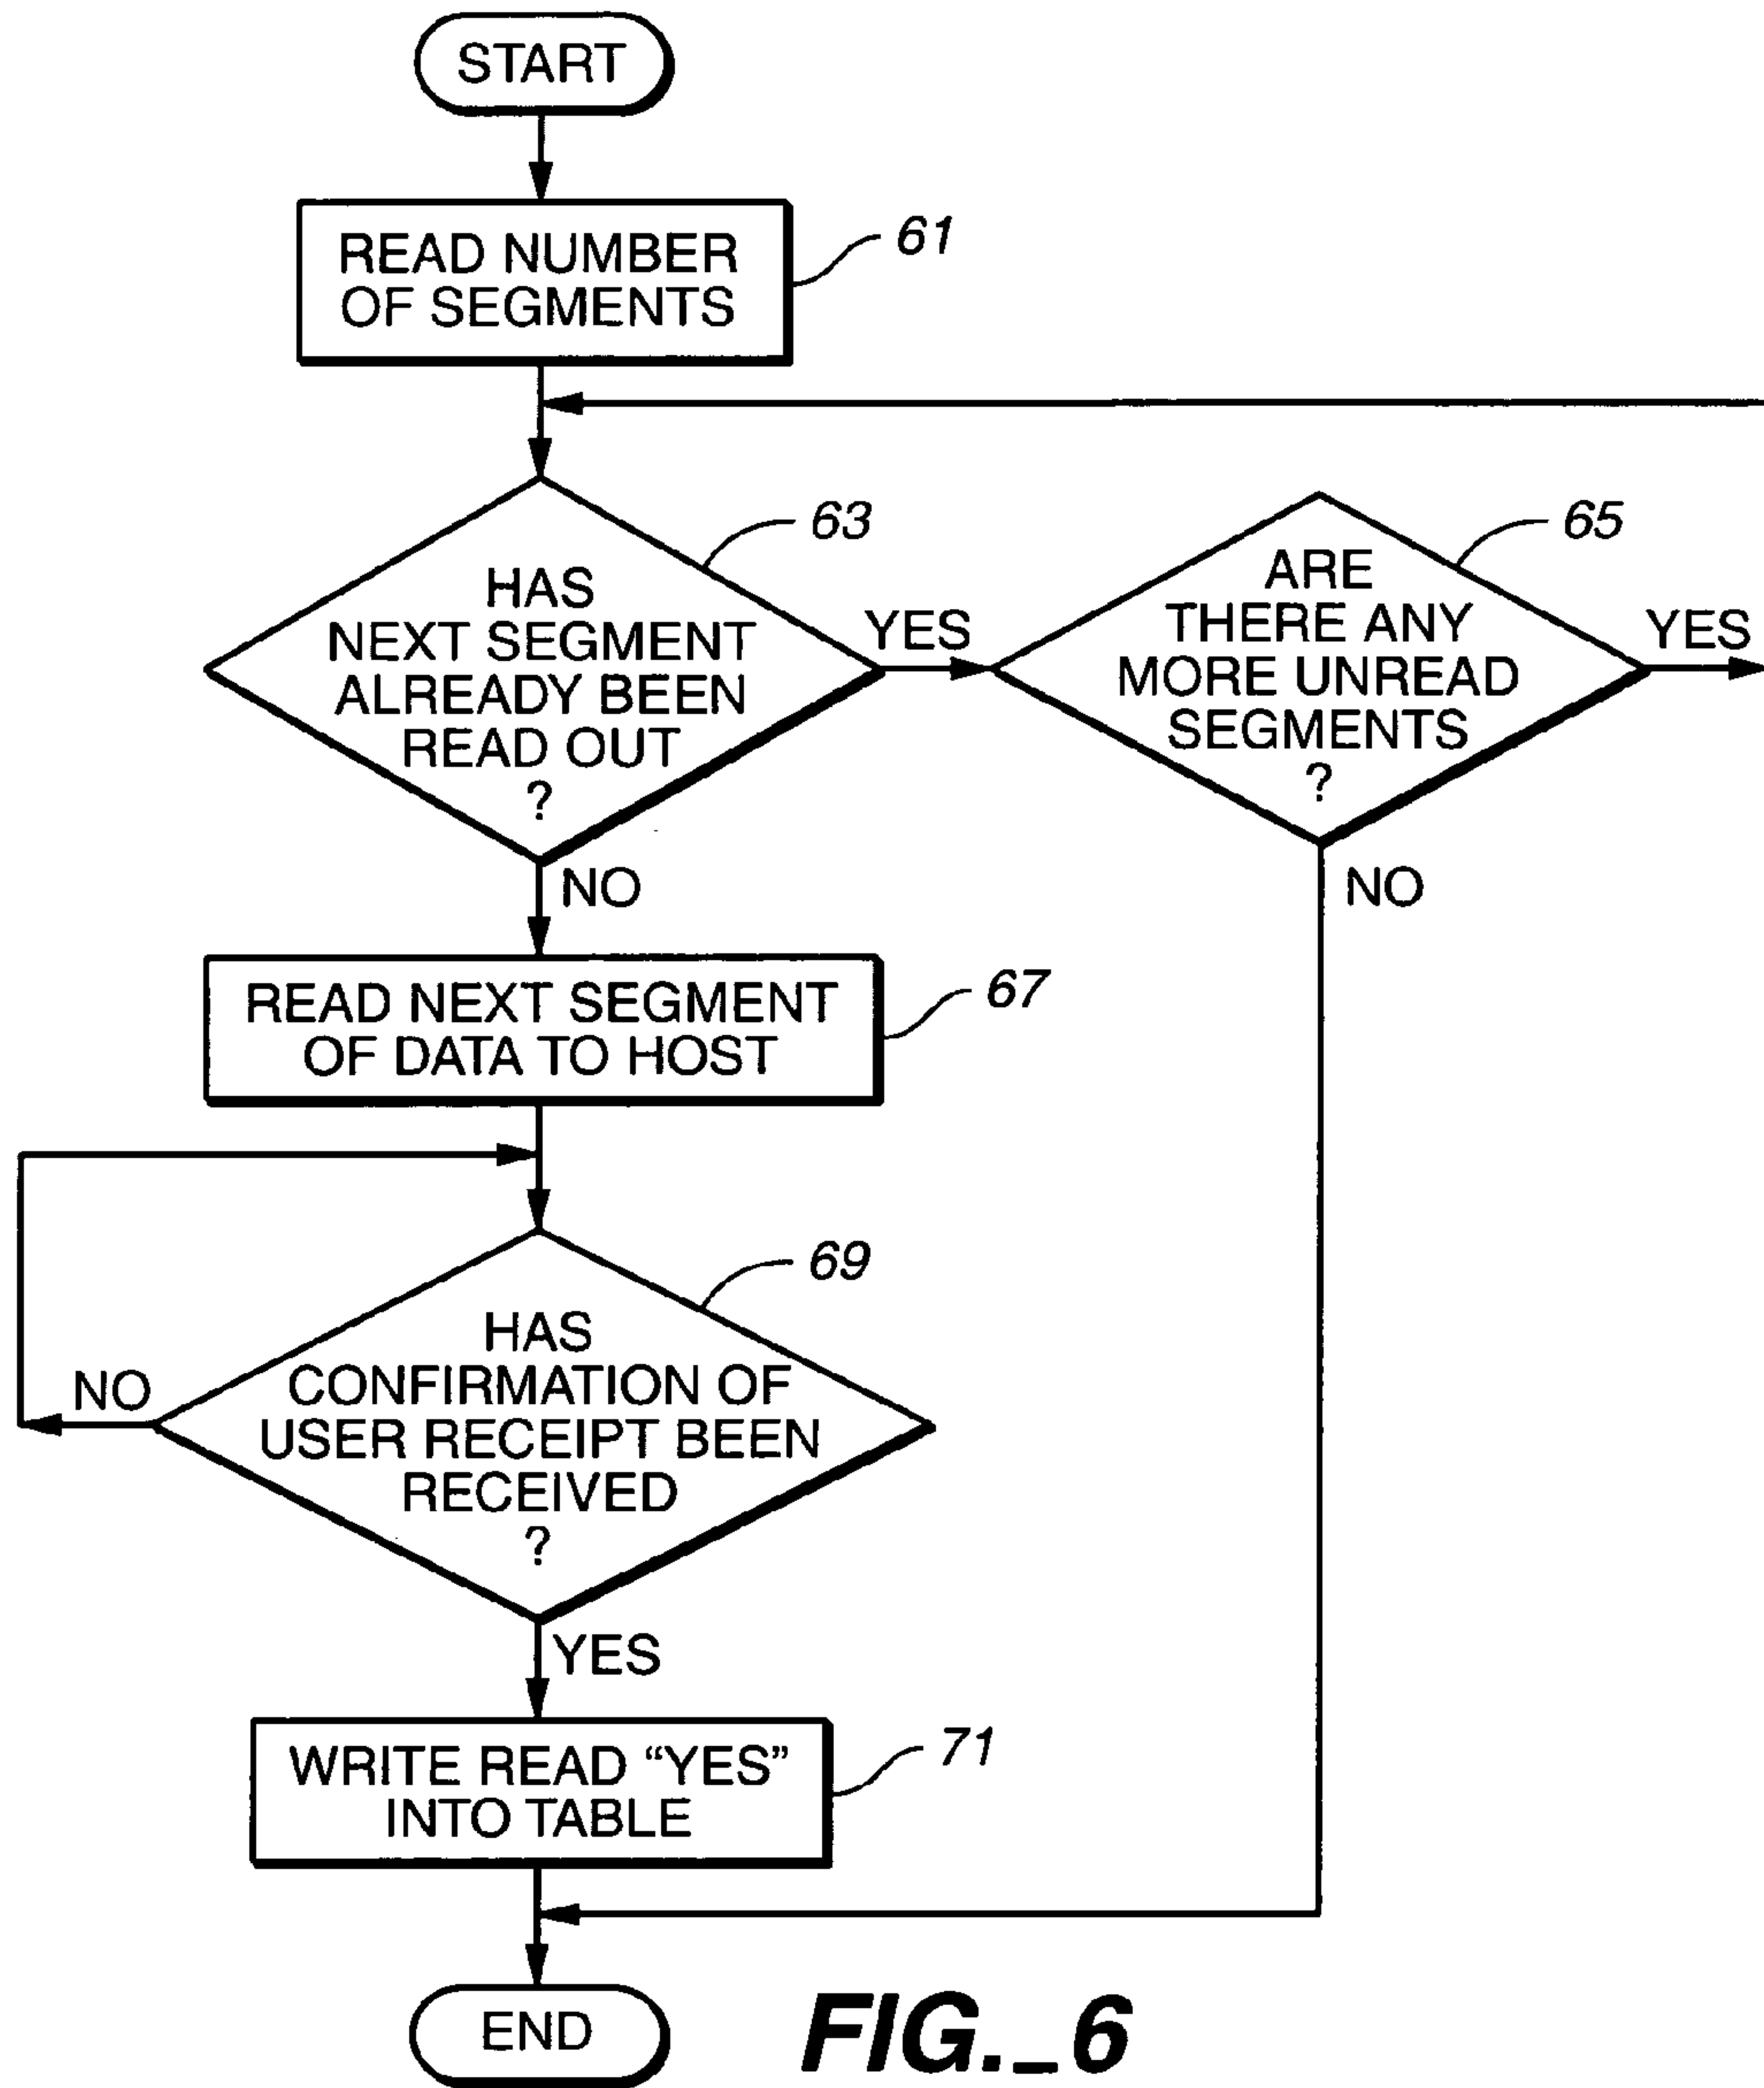 START
READ NUMBER
OF SEGMENTS
61
HAS
NEXT SEGMENT
ALREADY BEEN
READ OUT
?
63
YES
ARE
THERE ANY
MORE UNREAD
SEGMENTS
?
65
YES
NO
NO
READ NEXT SEGMENT
OF DATA TO HOST
67
HAS
CONFIRMATION OF
USER RECEIPT BEEN
RECEIVED
?
69
NO
YES
WRITE READ “YES”
INTO TABLE
71
END
FIG._6